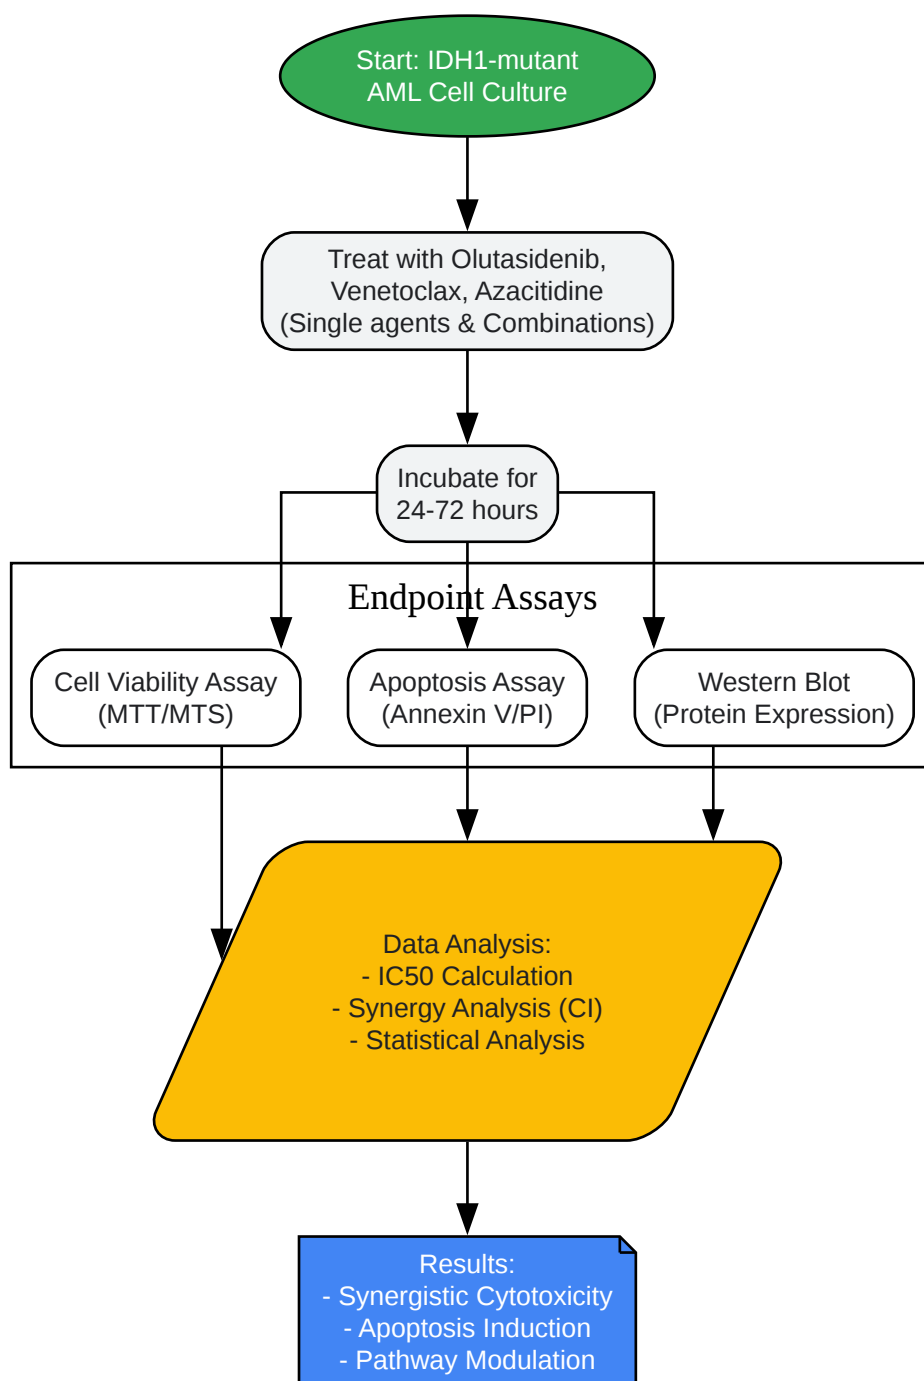 Start: IDH1-mutant
AML Cell Culture
Treat with Olutasidenib,
Venetoclax, Azacitidine
(Single agents & Combinations)
Incubate for
24-72 hours
Endpoint Assays
Cell Viability Assay
(MTT/MTS)
Apoptosis Assay
(Annexin V/PI)
Western Blot
(Protein Expression)
Data Analysis:
- IC50 Calculation
- Synergy Analysis (CI)
- Statistical Analysis
Results:
- Synergistic Cytotoxicity
- Apoptosis Induction
- Pathway Modulation